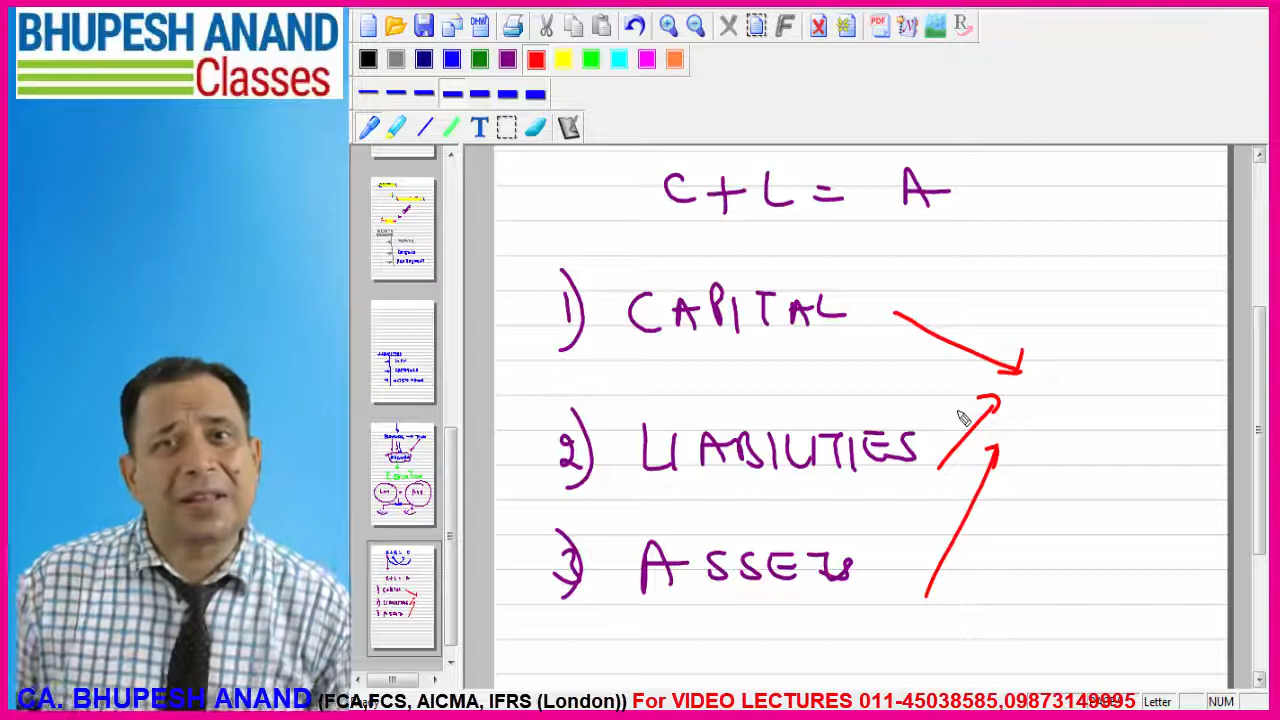 BHUPESH ANAND
Classes
C + L = A
1) CAPITAL
2) LIABILITIES
3) ASSETS
CA. BHUPESH ANAND (FCA,FCS, AICMA, IFRS (London)) For VIDEO LECTURES 011-45038585,09873149995
Letter
NUM